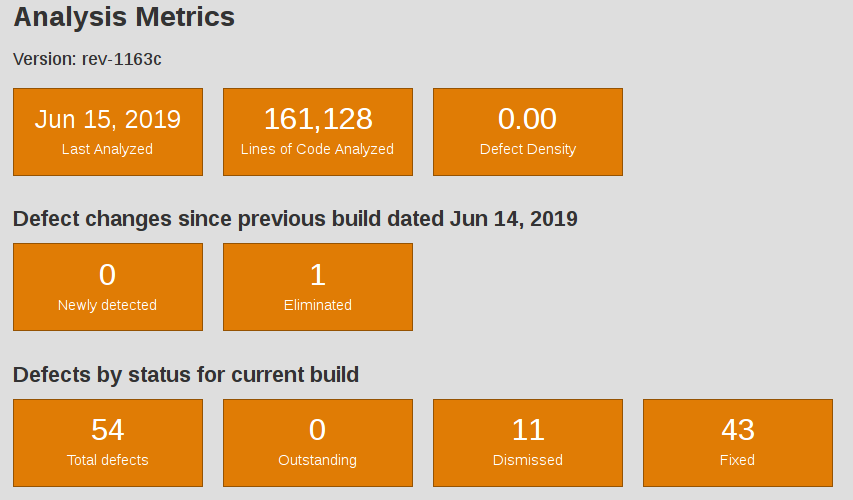 Analysis Metrics
Version: rev-1163c
Jun 15, 2019
Last Analyzed
161,128
Lines of Code Analyzed
0.00
Defect Density
Defect changes since previous build dated Jun 14, 2019
0
Newly detected
1
Eliminated
Defects by status for current build
54
Total defects
0
Outstanding
11
Dismissed
43
Fixed